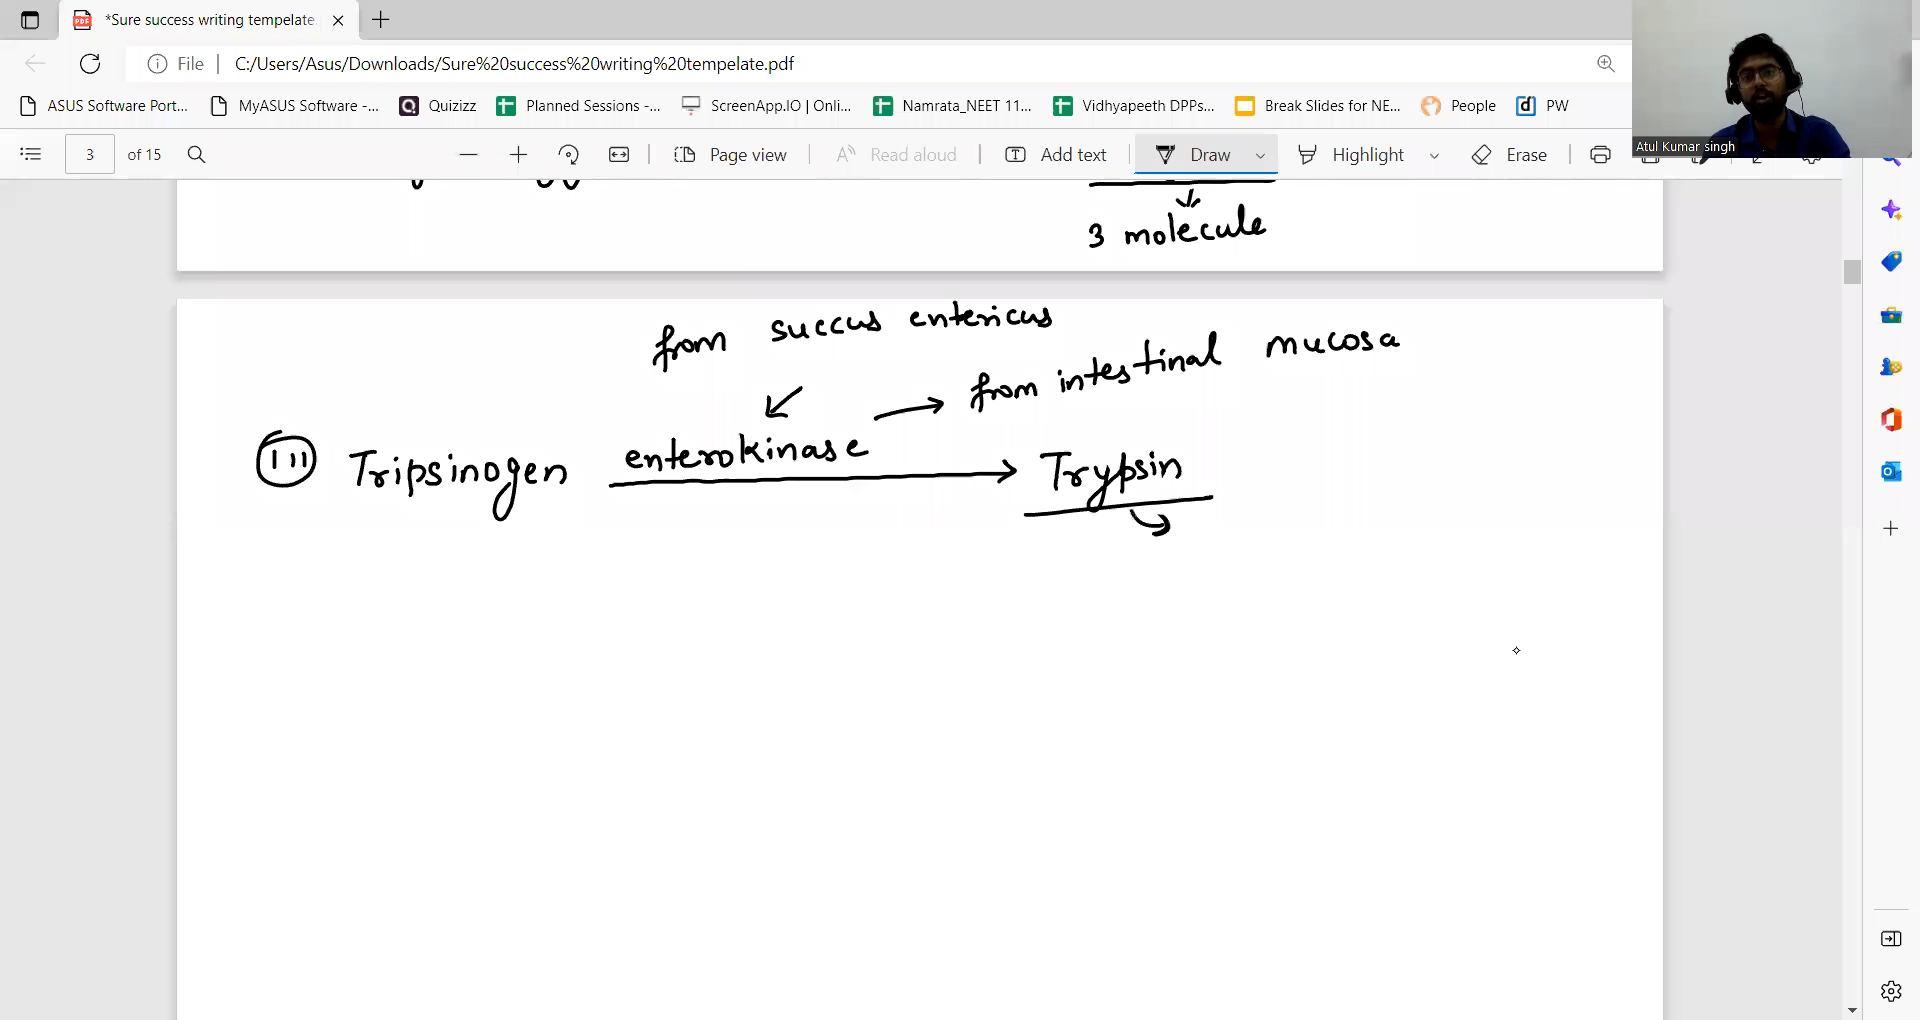 *Sure success writing tempelate
File
C:/Users/Asus/Downloads/Sure%20success%20writing%20tempelate.pdf
ASUS Software Port... MyASUS Software -... Quizizz Planned Sessions -... ScreenApp.IO | Onli... Namrata_NEET 11... Vidhyapeeth DPPs... Break Slides for NE... People PW
3 of 15 Page view Read aloud Add text Draw Highlight Erase
Atul Kumar singh
3 molecule
from succus entericus
from intestinal mucosa
III Tripsinogen enterokinase Trypsin